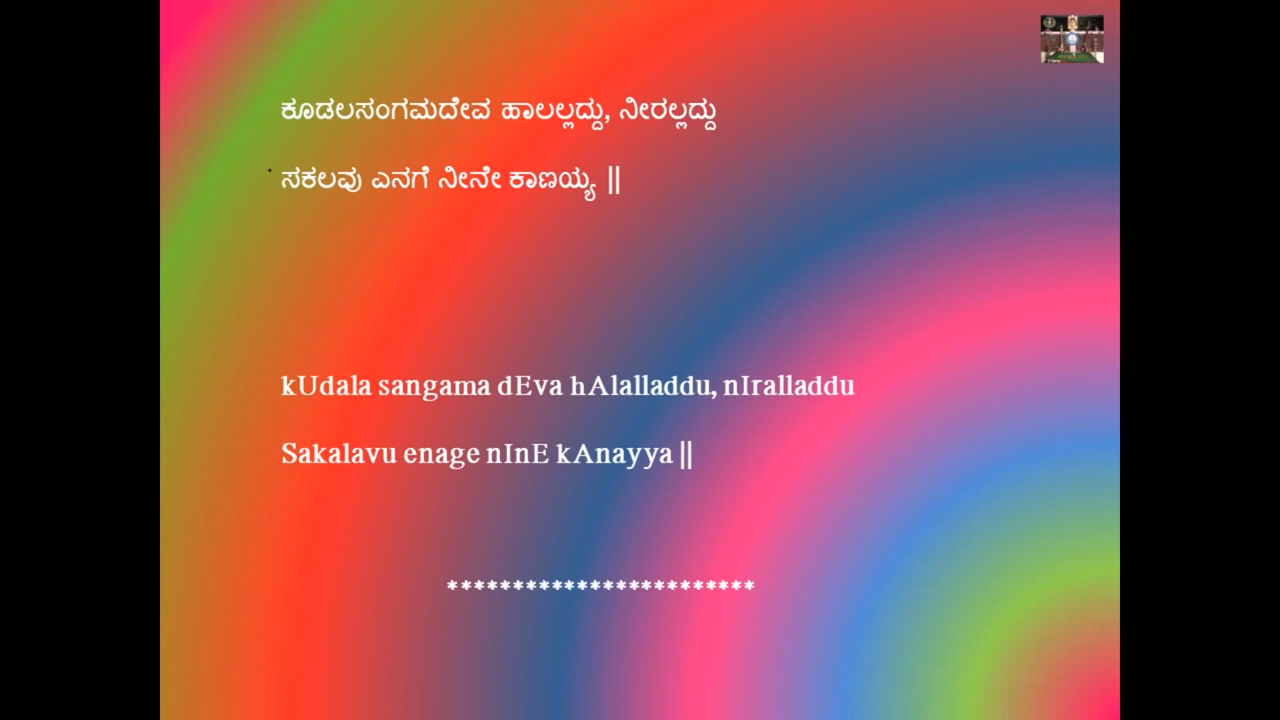 ಕೂಡಲಸಂಗಮದೇವ ಹಾಲಲ್ಲದ್ದು, ನೀರಲ್ಲದ್ದು
ಸಕಲವು ಎನಗೆ ನೀನೇ ಕಾಣಯ್ಯ ||
kUdala sangama dEva hAlalladdu, nIralladdu
Sakalavu enage nInE kAnayya ||
************************